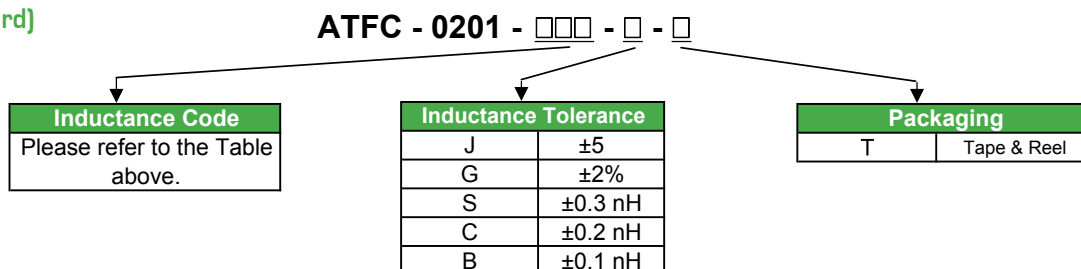 rd)
ATFC - 0201 - □□□ - □ - □
Inductance Code
Please refer to the Table
above.
Inductance Tolerance
J ±5
G ±2%
S ±0.3 nH
C ±0.2 nH
B ±0.1 nH
Packaging
T Tape & Reel